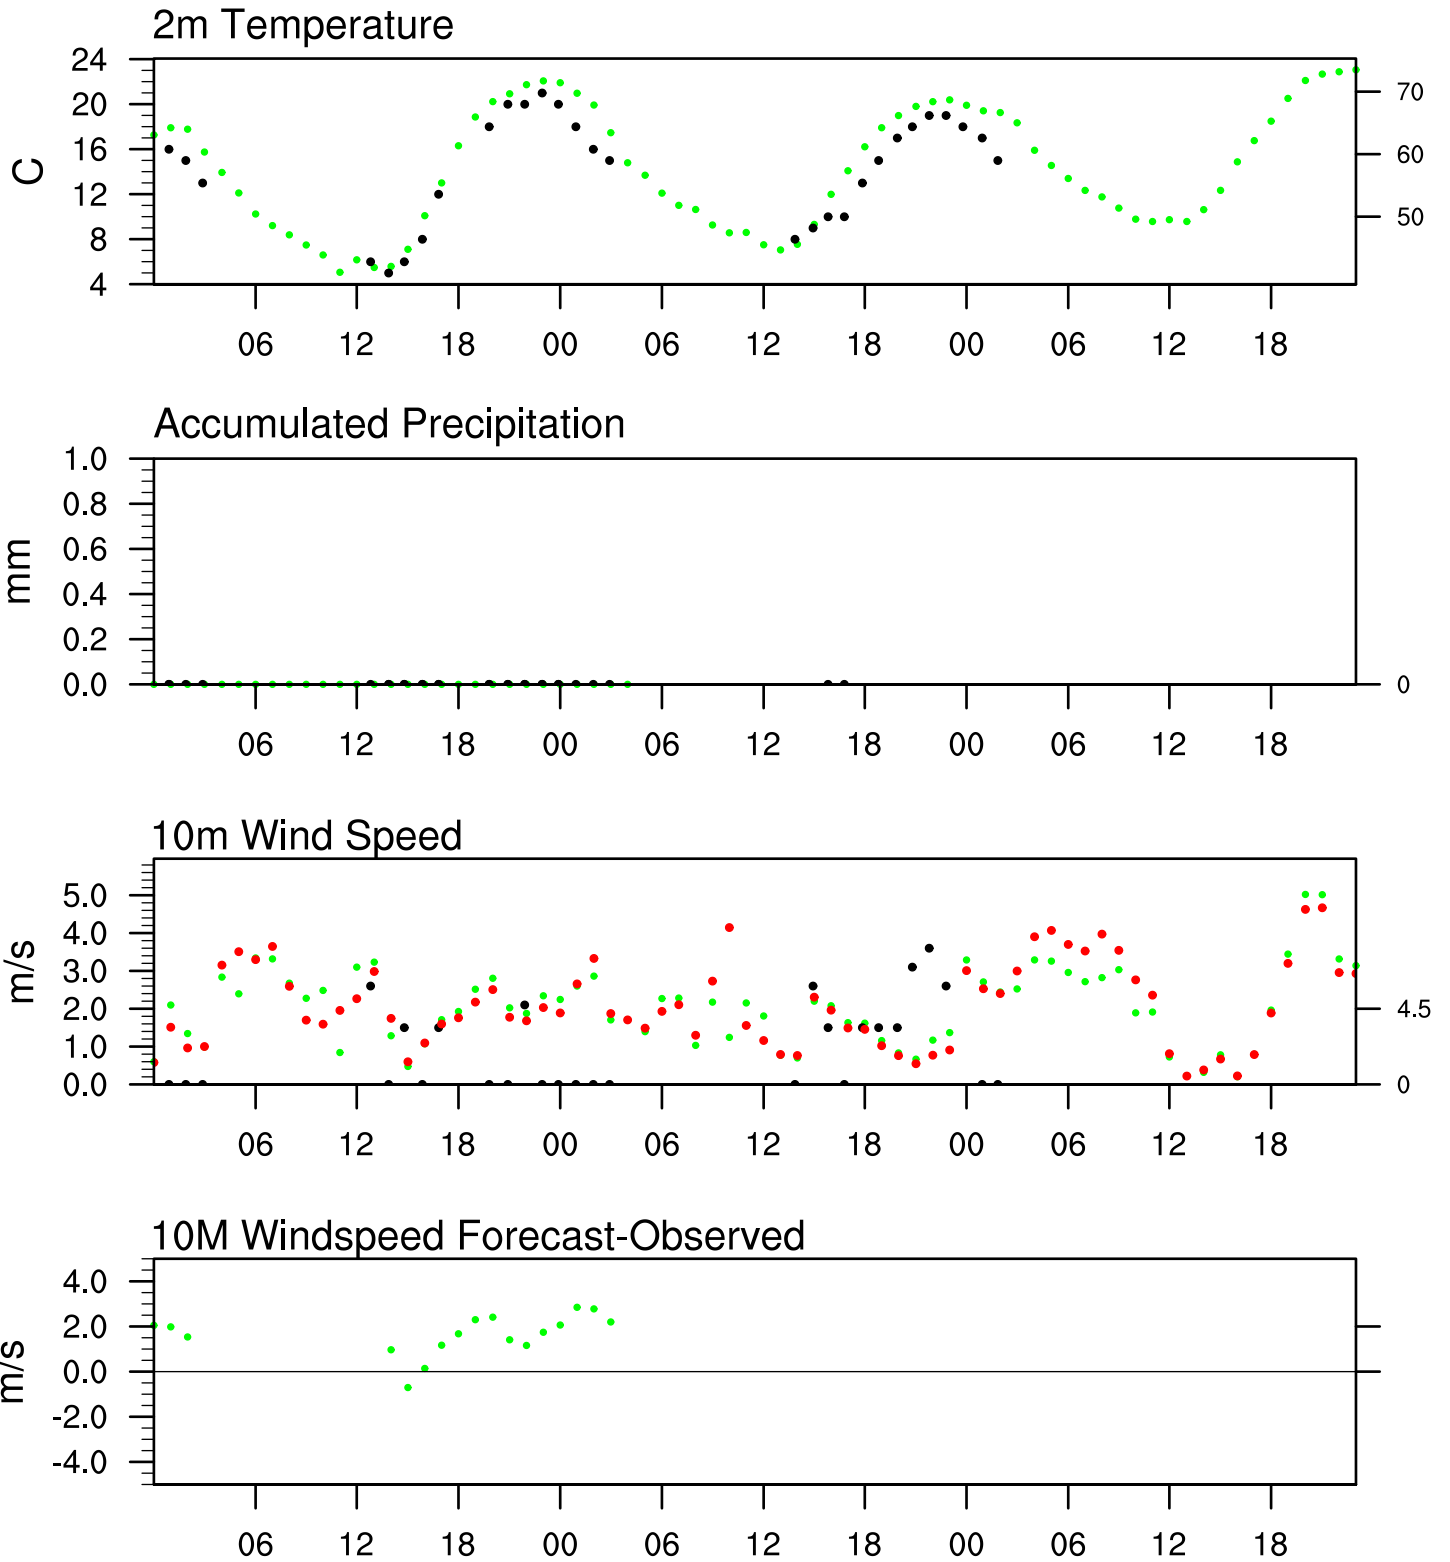 2m Temperature
24
20
16
12
8
4
C
70
60
50
06 12 18 00 06 12 18 00 06 12 18
Accumulated Precipitation
1.0
0.8
0.6
0.4
0.2
0.0
mm
0
06 12 18 00 06 12 18 00 06 12 18
10m Wind Speed
5.0
4.0
3.0
2.0
1.0
0.0
m/s
4.5
0
06 12 18 00 06 12 18 00 06 12 18
10M Windspeed Forecast-Observed
4.0
2.0
0.0
-2.0
-4.0
m/s
06 12 18 00 06 12 18 00 06 12 18